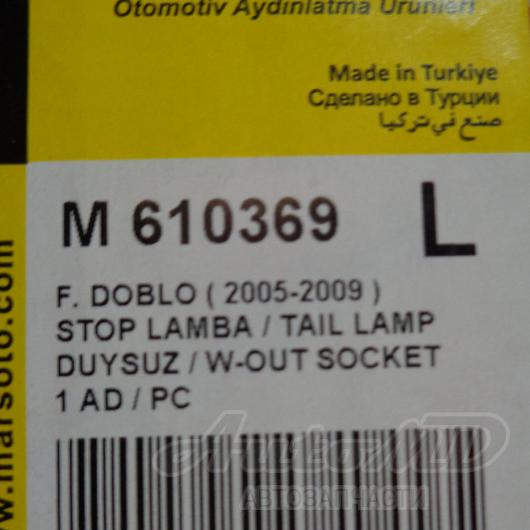 Otomotiv Aydınlatma Ürünleri
Made in Turkiye
Сделано в Турции
صنع في تركيا
M 610369 L
F. DOBLO ( 2005-2009 )
STOP LAMBA / TAIL LAMP
DUYSUZ / W-OUT SOCKET
1 AD / PC
w.marsoto.com
AutoAID
АВТОЗАПЧАСТИ